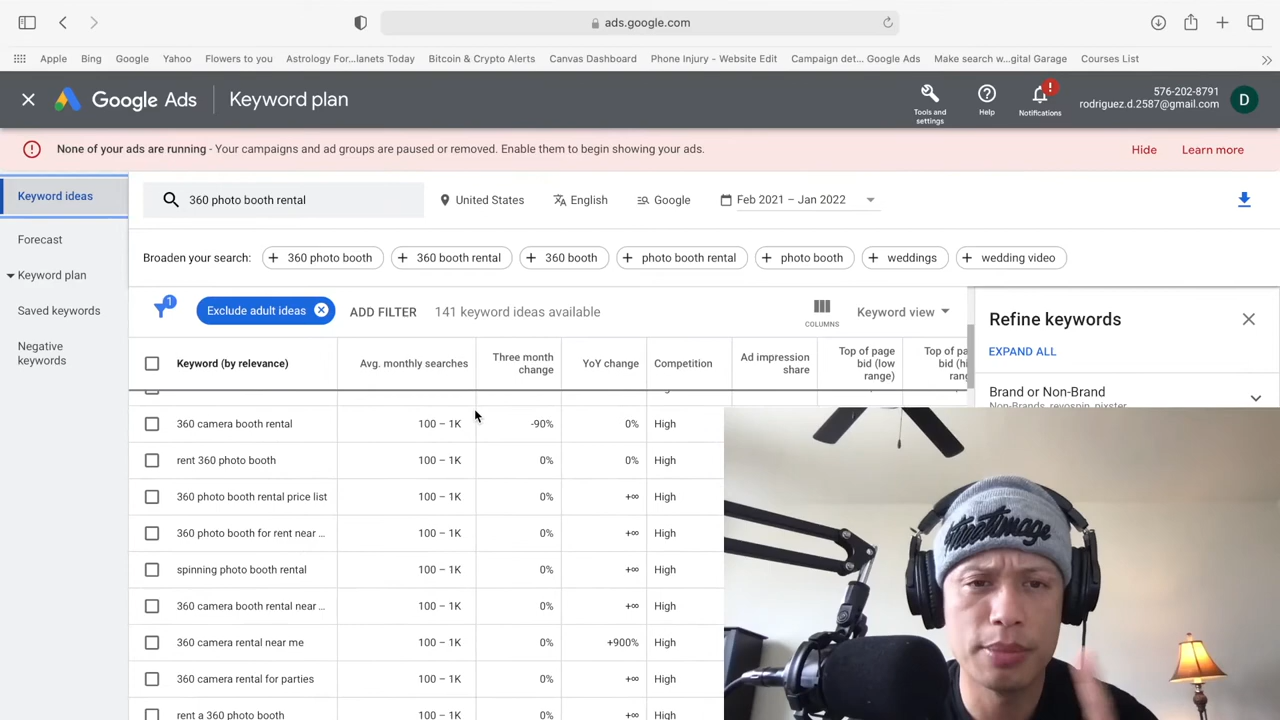 ads.google.com
Apple Bing Google Yahoo Flowers to you Astrology For...lanets Today Bitcoin & Crypto Alerts Canvas Dashboard Phone Injury – Website Edit Campaign det... Google Ads Make search w...gital Garage Courses List
Google Ads Keyword plan
Tools and settings
Help
Notifications
576-202-8791
rodriguez.d.2587@gmail.com
D
None of your ads are running - Your campaigns and ad groups are paused or removed. Enable them to begin showing your ads. Hide Learn more
Keyword ideas
Forecast
Keyword plan
Saved keywords
Negative
keywords
360 photo booth rental United States English Google Feb 2021 – Jan 2022
Broaden your search: 360 photo booth 360 booth rental 360 booth photo booth rental photo booth weddings wedding video
1 Exclude adult ideas ADD FILTER 141 keyword ideas available COLUMNS Keyword view
Keyword (by relevance) Avg. monthly searches Three month change YoY change Competition Ad impression share Top of page bid (low range)
360 camera booth rental 100 – 1K -90% 0% High
rent 360 photo booth 100 – 1K 0% 0% High
360 photo booth rental price list 100 – 1K 0% +∞ High
360 photo booth for rent near ... 100 – 1K 0% +∞ High
spinning photo booth rental 100 – 1K 0% +∞ High
360 camera booth rental near ... 100 – 1K 0% +∞ High
360 camera rental near me 100 – 1K 0% +900% High
360 camera rental for parties 100 – 1K 0% +∞ High
rent a 360 photo booth 100 – 1K 0% +∞ High
Refine keywords
EXPAND ALL
Brand or Non-Brand
Non-Brands, revospin, pixster
streetimage